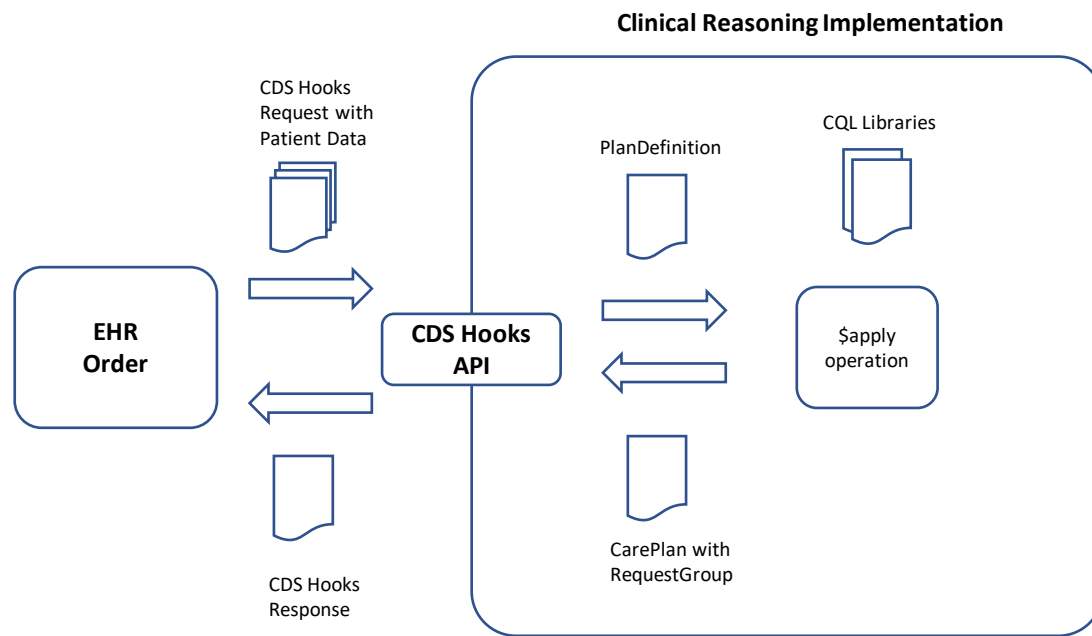 Clinical Reasoning Implementation
CDS Hooks
Request with
Patient Data
PlanDefinition
CQL Libraries
EHR
Order
CDS Hooks
API
$apply
operation
CDS Hooks
Response
CarePlan with
RequestGroup